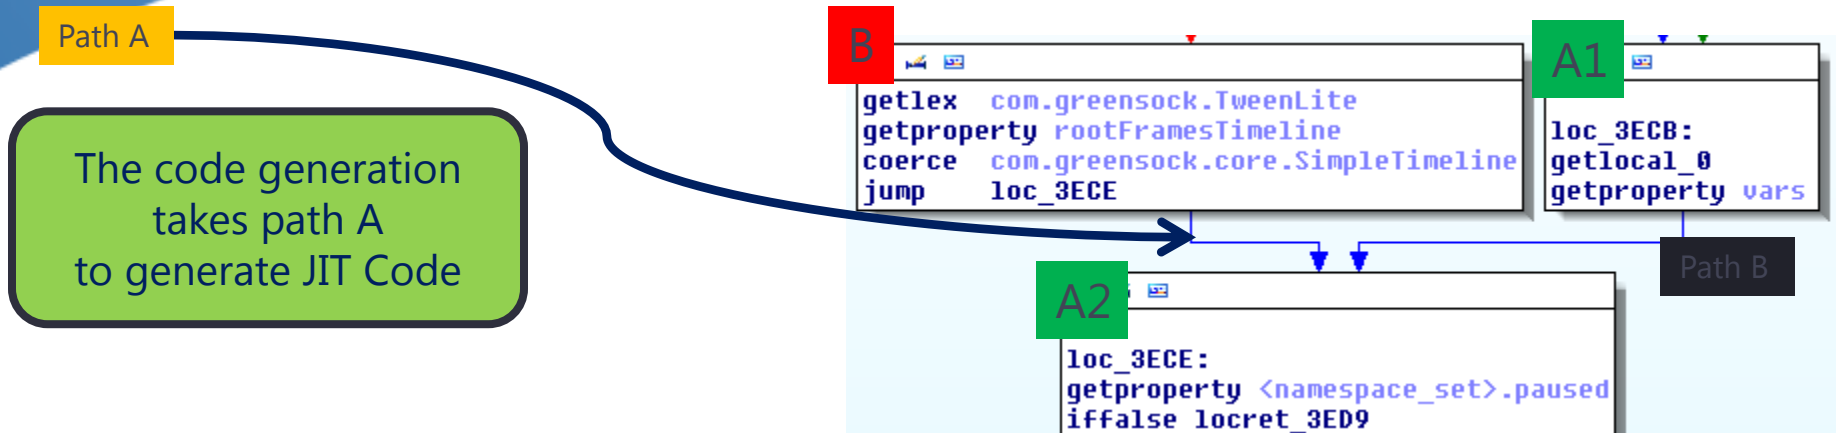 Path A
The code generation
takes path A
to generate JIT Code
B
getlex com.greensock.TweenLite
getproperty rootFramesTimeline
coerce com.greensock.core.SimpleTimeline
jump loc_3ECE
A1
loc_3ECB:
getlocal_0
getproperty vars
Path B
A2
loc_3ECE:
getproperty <namespace_set>.paused
iffalse locret_3ED9